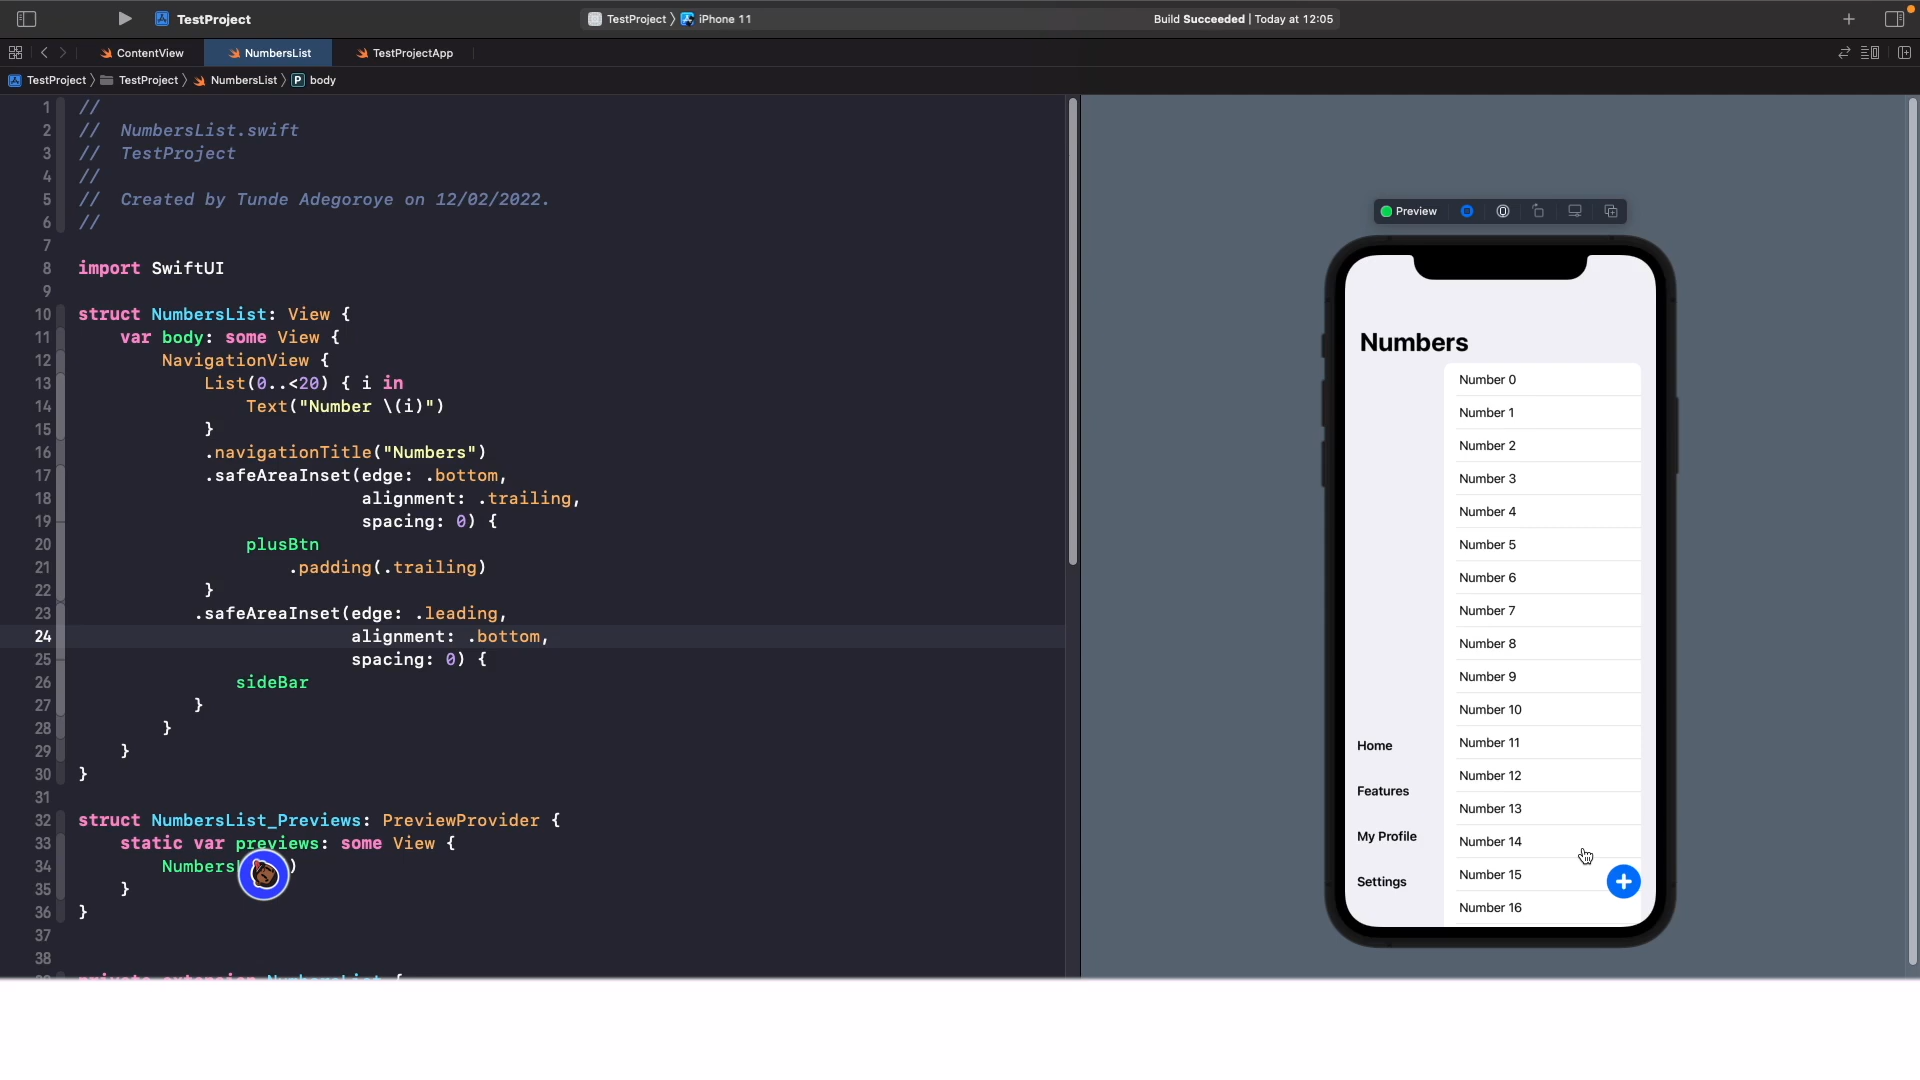 TestProject
TestProject 〉 iPhone 11
Build Succeeded | Today at 12:05
ContentView
NumbersList
TestProjectApp
TestProject 〉 TestProject 〉 NumbersList 〉 P body
1 //
2 //  NumbersList.swift
3 //  TestProject
4 //
5 //  Created by Tunde Adegoroye on 12/02/2022.
6 //
7
8 import SwiftUI
9
10 struct NumbersList: View {
11     var body: some View {
12         NavigationView {
13             List(0..<20) { i in
14                 Text("Number \(i)")
15             }
16             .navigationTitle("Numbers")
17             .safeAreaInset(edge: .bottom,
18                            alignment: .trailing,
19                            spacing: 0) {
20                 plusBtn
21                     .padding(.trailing)
22             }
23            .safeAreaInset(edge: .leading,
24                           alignment: .bottom,
25                           spacing: 0) {
26                sideBar
27            }
28         }
29     }
30 }
31
32 struct NumbersList_Previews: PreviewProvider {
33     static var previews: some View {
34         Numbers )
35     }
36 }
37
38
Preview
Numbers
Number 0
Number 1
Number 2
Number 3
Number 4
Number 5
Number 6
Number 7
Number 8
Number 9
Number 10
Number 11
Number 12
Number 13
Number 14
Number 15
Number 16
Home
Features
My Profile
Settings